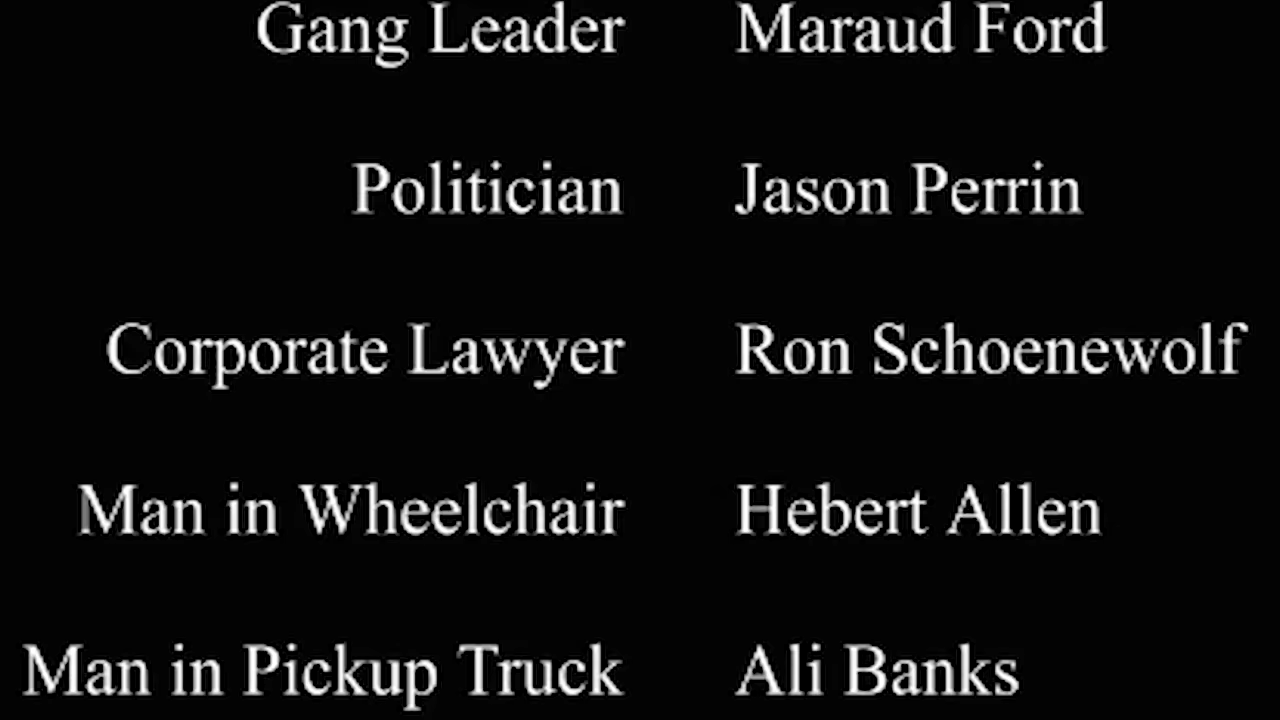 Gang Leader Maraud Ford
Politician Jason Perrin
Corporate Lawyer Ron Schoenewolf
Man in Wheelchair Hebert Allen
Man in Pickup Truck Ali Banks